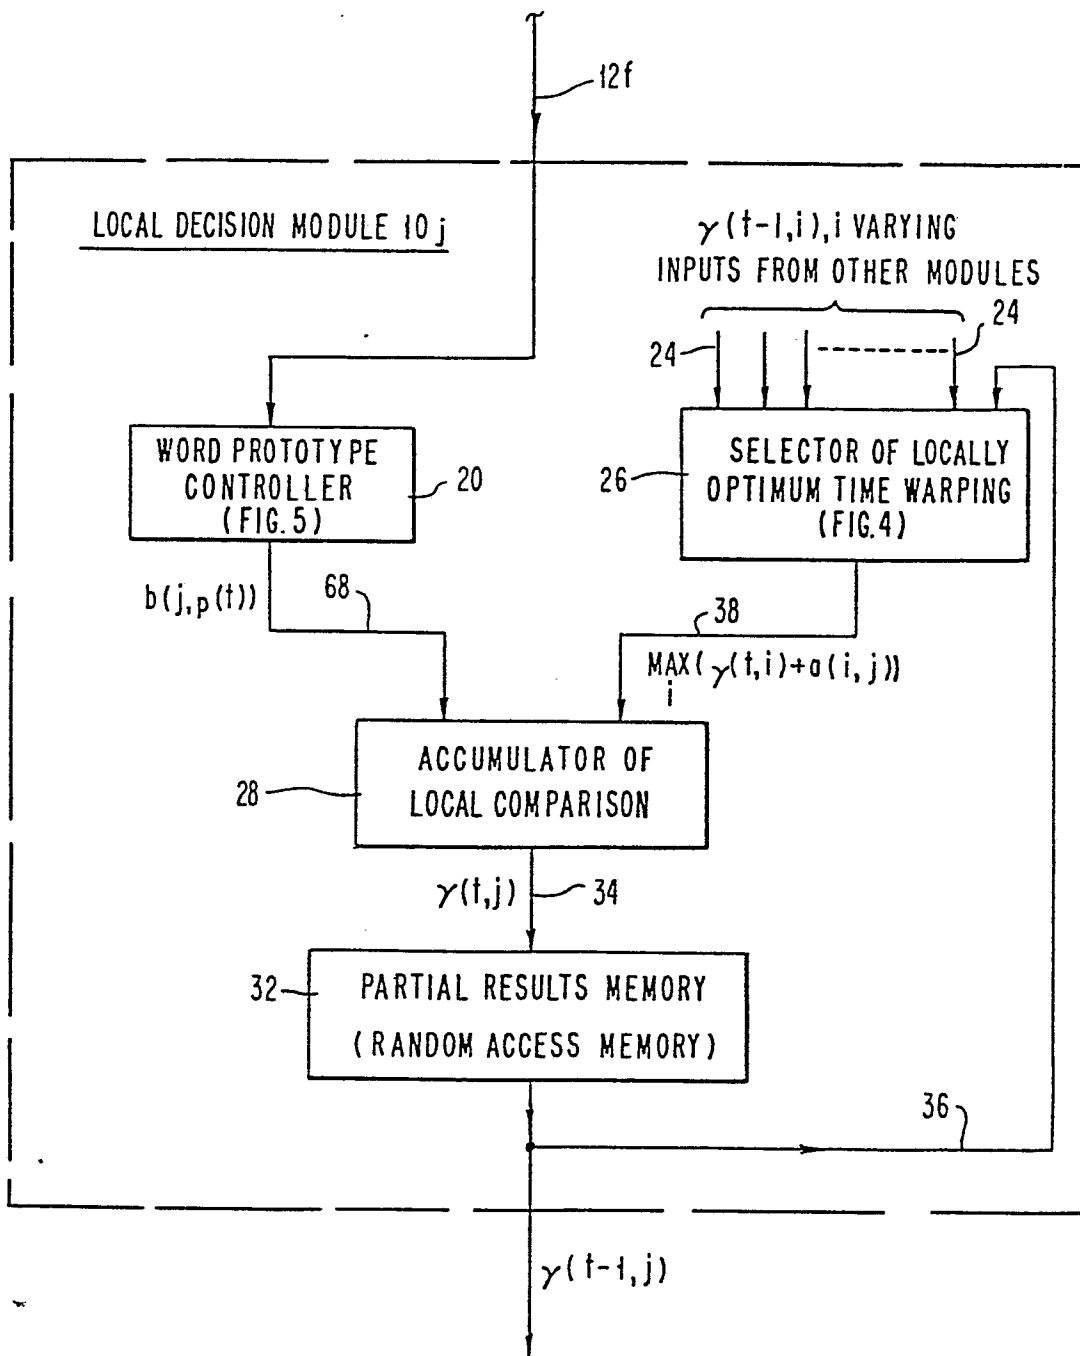 12f
LOCAL DECISION MODULE 10j
γ(t-1,i),i VARYING
INPUTS FROM OTHER MODULES
24
24
WORD PROTOTYPE
CONTROLLER
(FIG.5)
20
26
SELECTOR OF LOCALLY
OPTIMUM TIME WARPING
(FIG.4)
b(j,p(t))
68
38
MAX(γ(t,i)+a(i,j))
i
28
ACCUMULATOR OF
LOCAL COMPARISON
γ(t,j)
34
32
PARTIAL RESULTS MEMORY
(RANDOM ACCESS MEMORY)
36
γ(t-1,j)